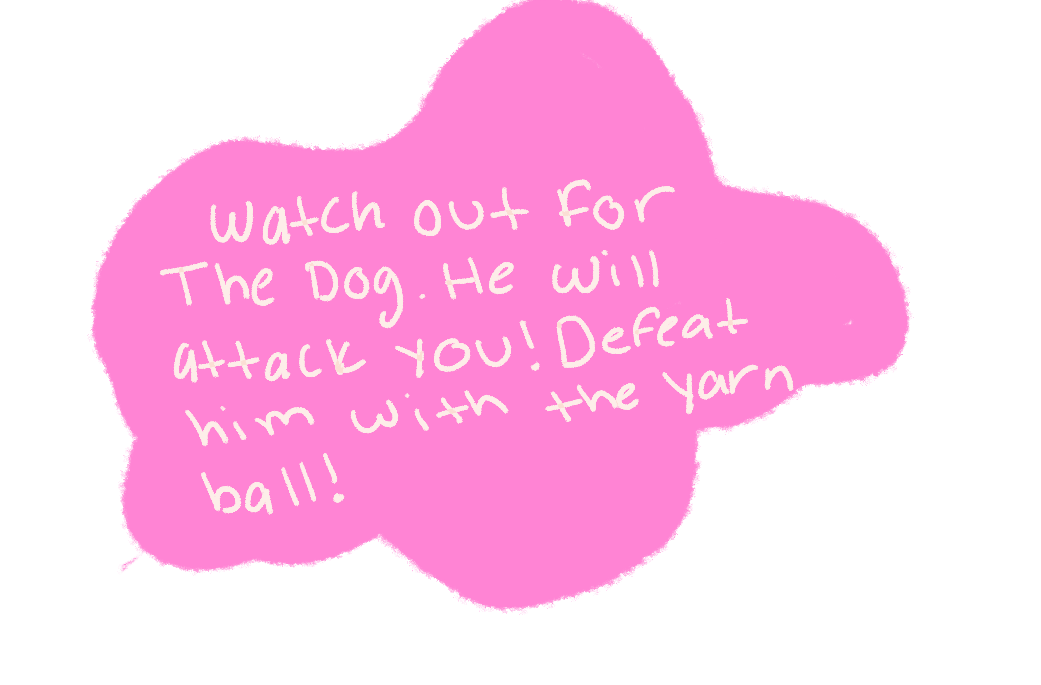 Watch out For
The Dog. He will
attack you! Defeat
him with the yarn
ball!